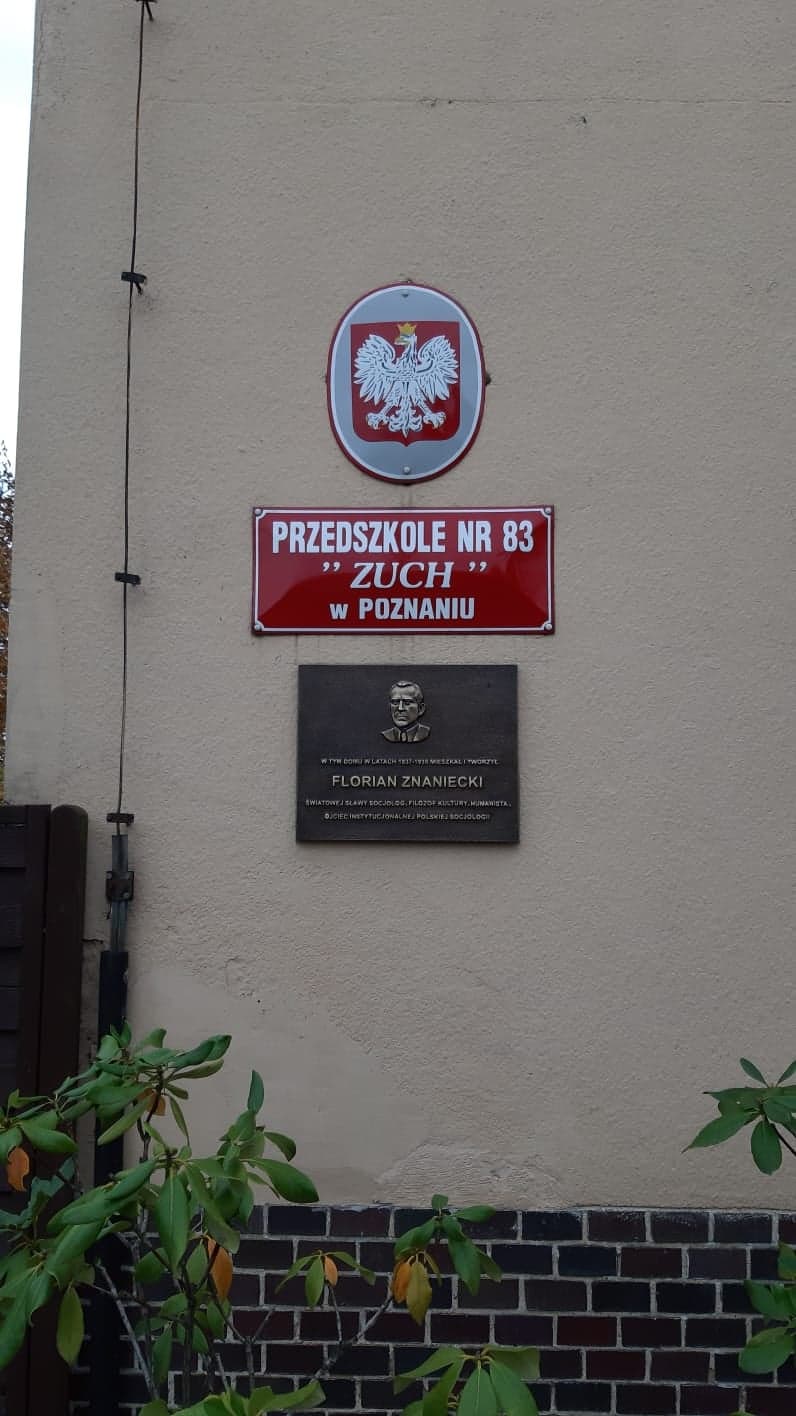 PRZEDSZKOLE NR 83
” ZUCH ”
w POZNANIU
W TYM DOMU W LATACH 1937-1939 MIESZKAŁ I TWORZYŁ
FLORIAN ZNANIECKI
ŚWIATOWEJ SŁAWY SOCJOLOG, FILOZOF KULTURY, HUMANISTA,
OJCIEC INSTYTUCJONALNEJ POLSKIEJ SOCJOLOGII